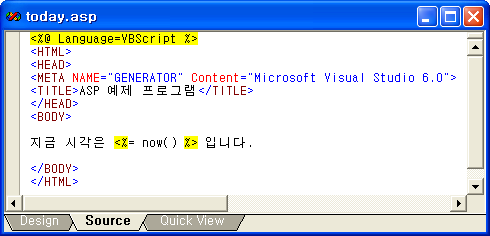 today.asp
<%@ Language=VBScript %>
<HTML>
<HEAD>
<META NAME="GENERATOR" Content="Microsoft Visual Studio 6.0">
<TITLE>ASP 예제 프로그램</TITLE>
</HEAD>
<BODY>
지금 시각은 <%= now() %> 입니다.
</BODY>
</HTML>
Design Source Quick View